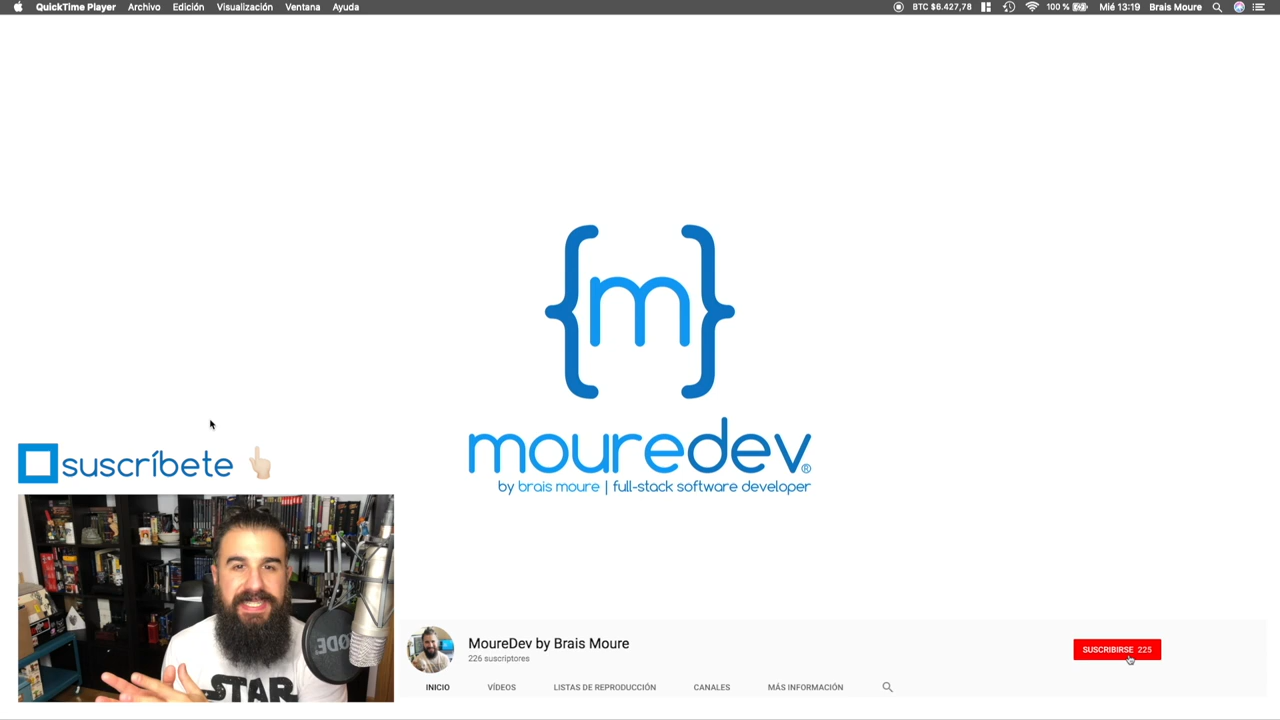 QuickTime Player Archivo Edición Visualización Ventana Ayuda BTC $6.427,78 100 % Mié 13:19 Brais Moure
m
mouredev®
by brais moure | full-stack software developer
suscríbete
STAR
MoureDev by Brais Moure
226 suscriptores
SUSCRIBIRSE 225
INICIO VÍDEOS LISTAS DE REPRODUCCIÓN CANALES MÁS INFORMACIÓN